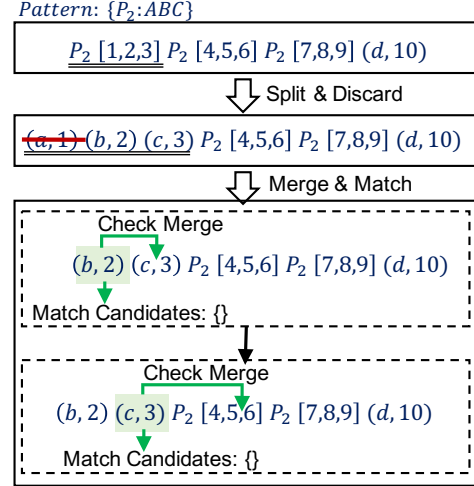 Pattern: {P₂:ABC}
P₂ [1,2,3] P₂ [4,5,6] P₂ [7,8,9] (d, 10)
Split & Discard
(a, 1) (b, 2) (c, 3) P₂ [4,5,6] P₂ [7,8,9] (d, 10)
Merge & Match
Check Merge
(b, 2) (c, 3) P₂ [4,5,6] P₂ [7,8,9] (d, 10)
Match Candidates: {}
Check Merge
(b, 2) (c, 3) P₂ [4,5,6] P₂ [7,8,9] (d, 10)
Match Candidates: {}